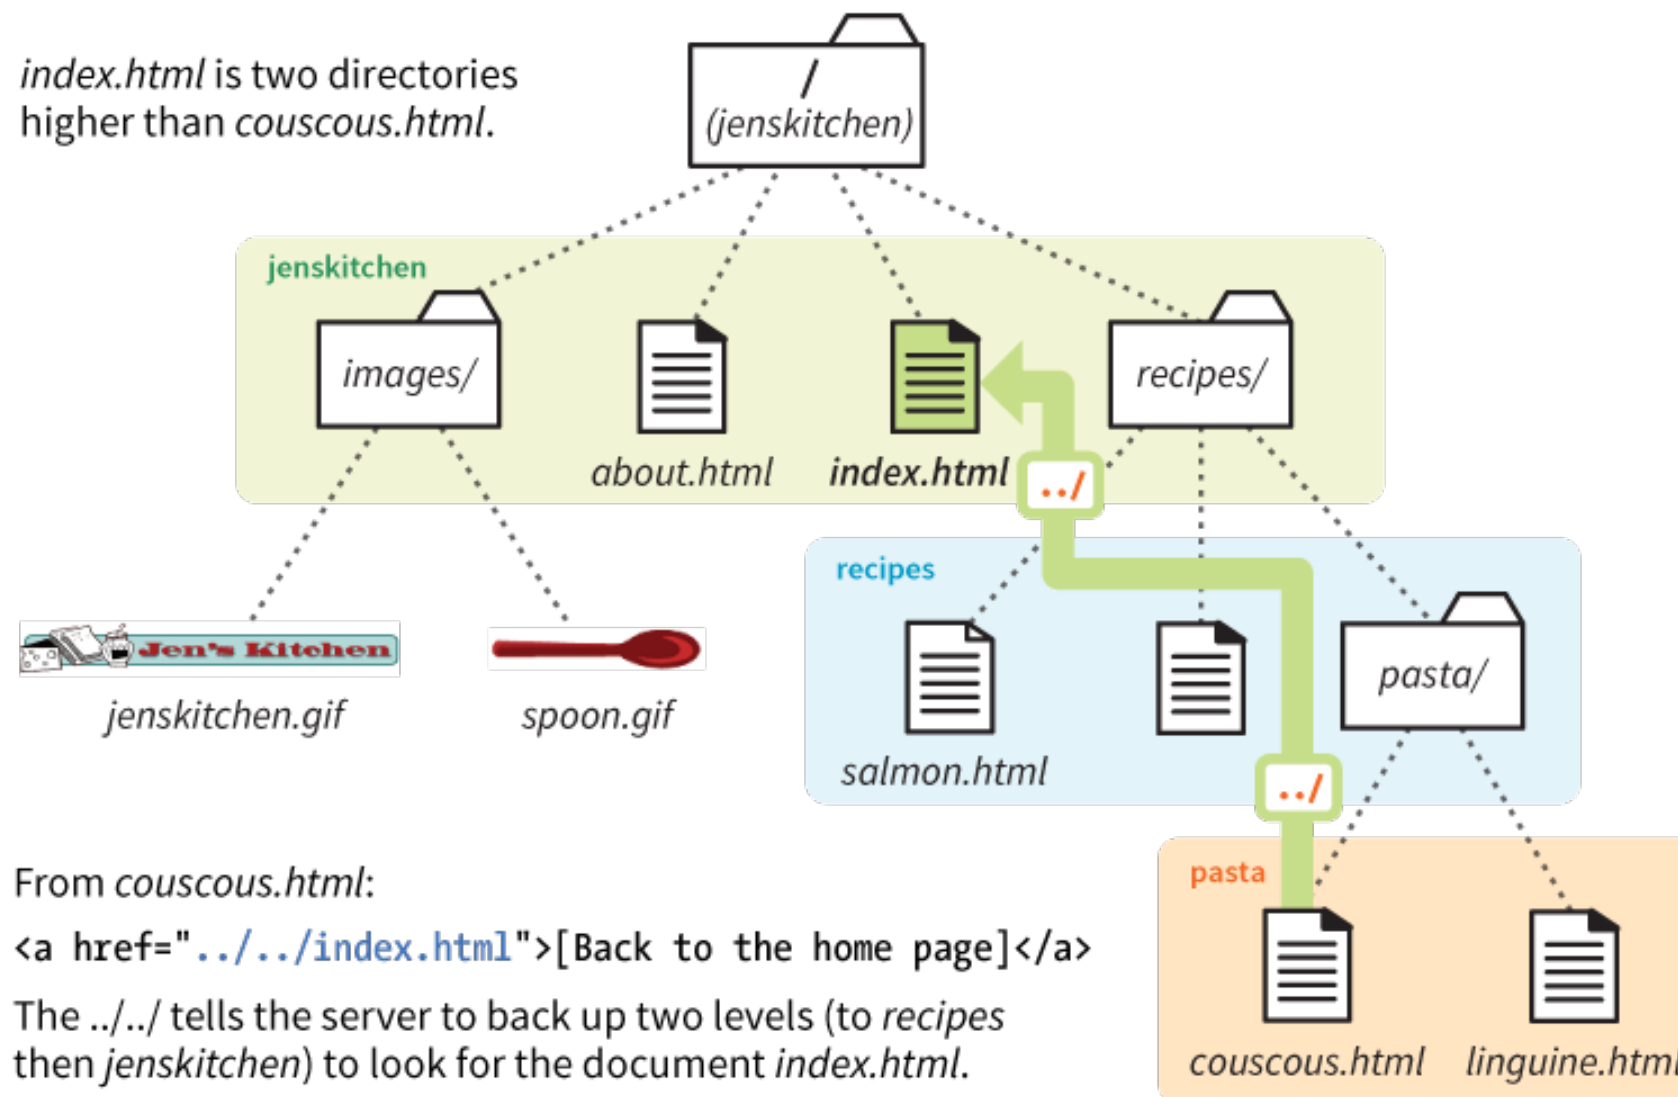 index.html is two directories
higher than couscous.html.
/
(jenskitchen)
jenskitchen
images/
about.html
index.html
recipes/
../
recipes
Jen's Kitchen
jenskitchen.gif
spoon.gif
salmon.html
pasta/
../
pasta
couscous.html
linguine.html
From couscous.html:
<a href="../../index.html">[Back to the home page]</a>
The ../../ tells the server to back up two levels (to recipes
then jenskitchen) to look for the document index.html.